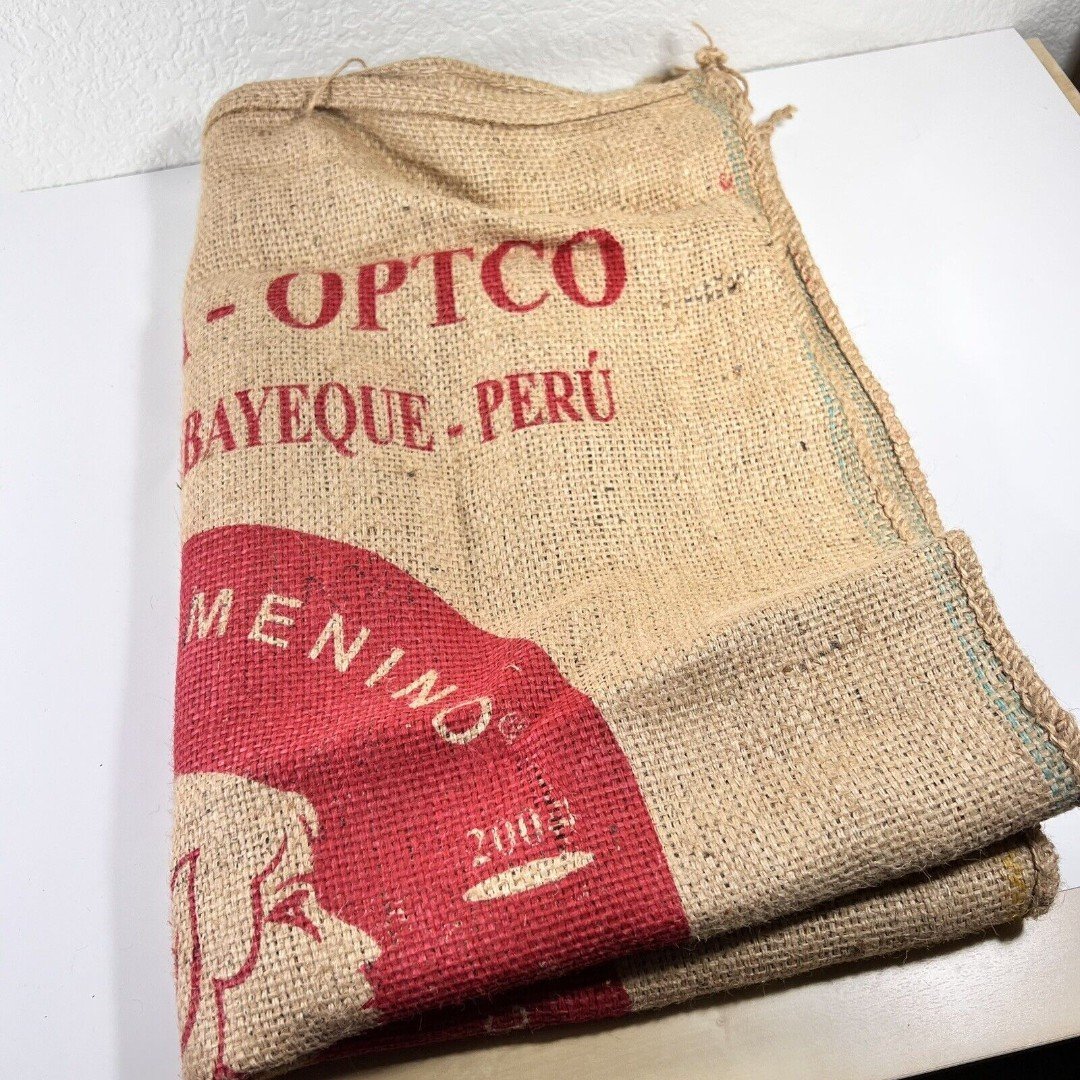 - OPTCO
BAYEQUE - PERÚ
MENINO®